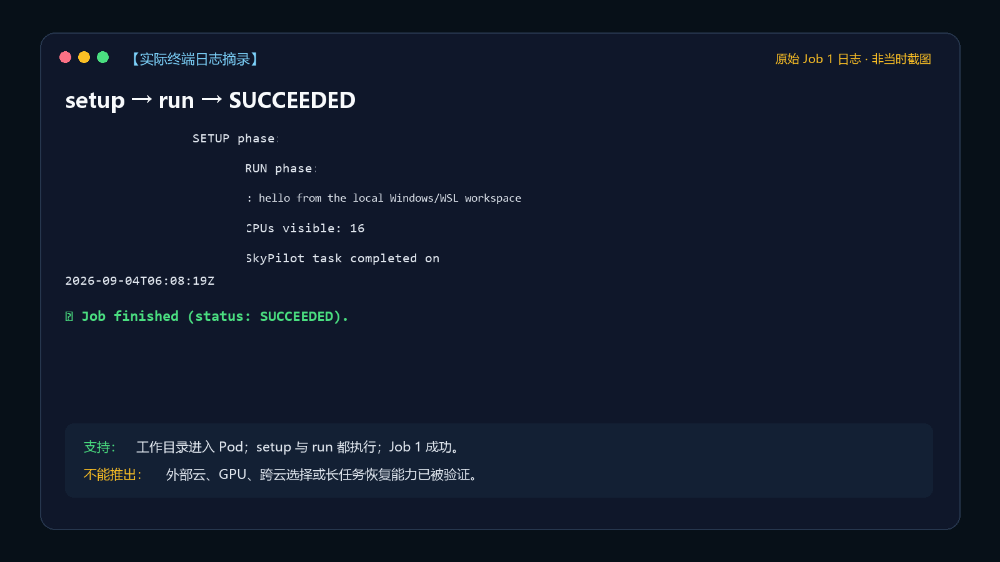 【实际终端日志摘录】
原始 Job 1 日志 · 非当时截图
setup → run → SUCCEEDED
SETUP phase:
RUN phase:
: hello from the local Windows/WSL workspace
CPUs visible: 16
SkyPilot task completed on
2026-09-04T06:08:19Z
Job finished (status: SUCCEEDED).
支持： 工作目录进入 Pod；setup 与 run 都执行；Job 1 成功。
不能推出： 外部云、GPU、跨云选择或长任务恢复能力已被验证。